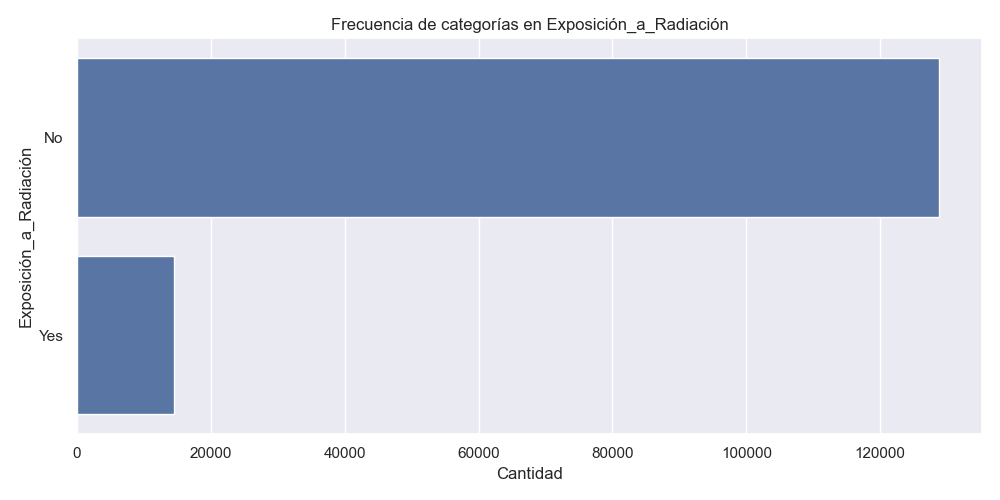 Frecuencia de categorías en Exposición_a_Radiación
Exposición_a_Radiación
No
Yes
0 20000 40000 60000 80000 100000 120000
Cantidad